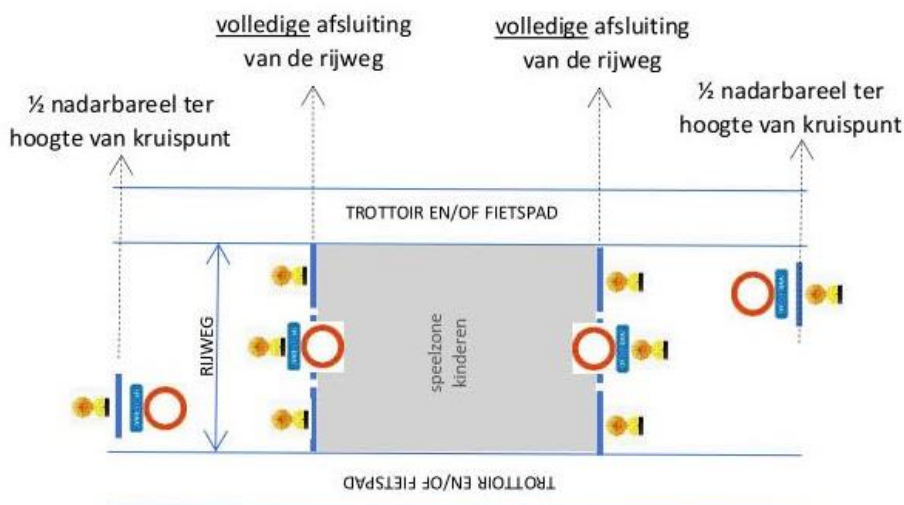 volledige afsluiting
van de rijweg
volledige afsluiting
van de rijweg
½ nadarbareel ter
hoogte van kruispunt
½ nadarbareel ter
hoogte van kruispunt
TROTTOIR EN/OF FIETSPAD
RIJWEG
speelzone
kinderen
TROTTOIR EN/OF FIETSPAD